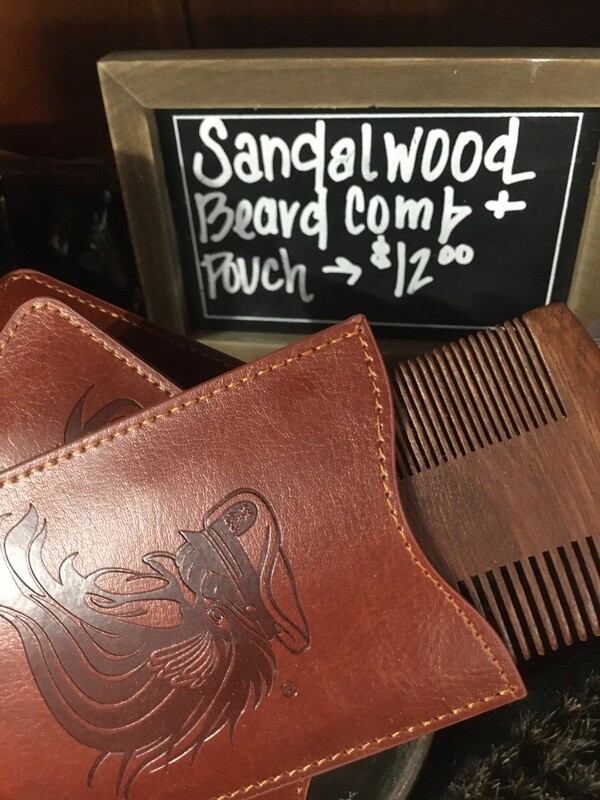 Sandalwood
Beard Comb +
Pouch → $12⁰⁰
®